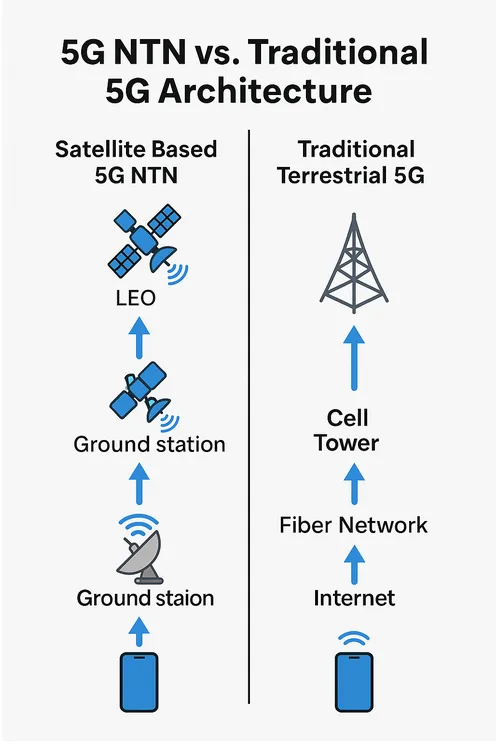 5G NTN vs. Traditional
5G Architecture
Satellite Based
5G NTN
LEO
Ground station
Ground staion
Traditional
Terrestrial 5G
Cell
Tower
Fiber Network
Internet